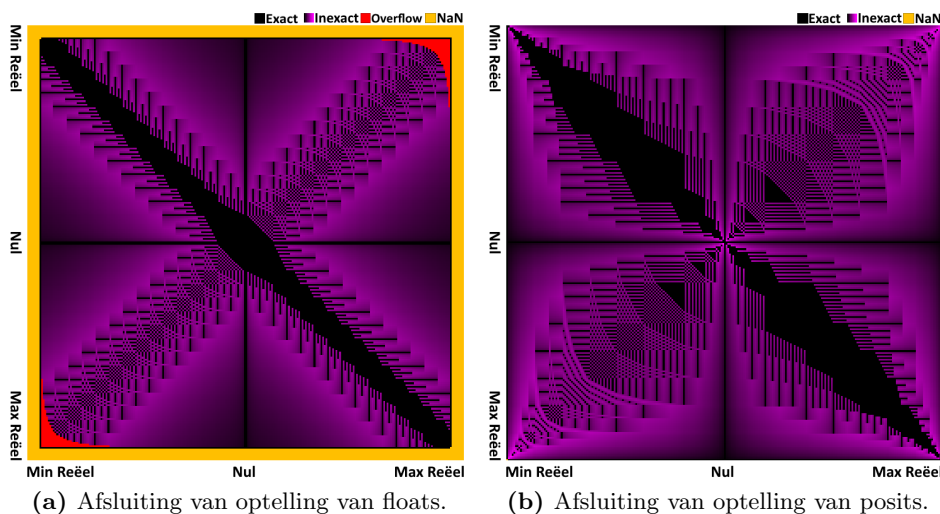 Exact Inexact Overflow NaN
Min Reëel
Nul
Max Reëel
Min Reëel Nul Max Reëel
(a) Afsluiting van optelling van floats.
Exact Inexact NaN
Min Reëel
Nul
Max Reëel
Min Reëel Nul Max Reëel
(b) Afsluiting van optelling van posits.